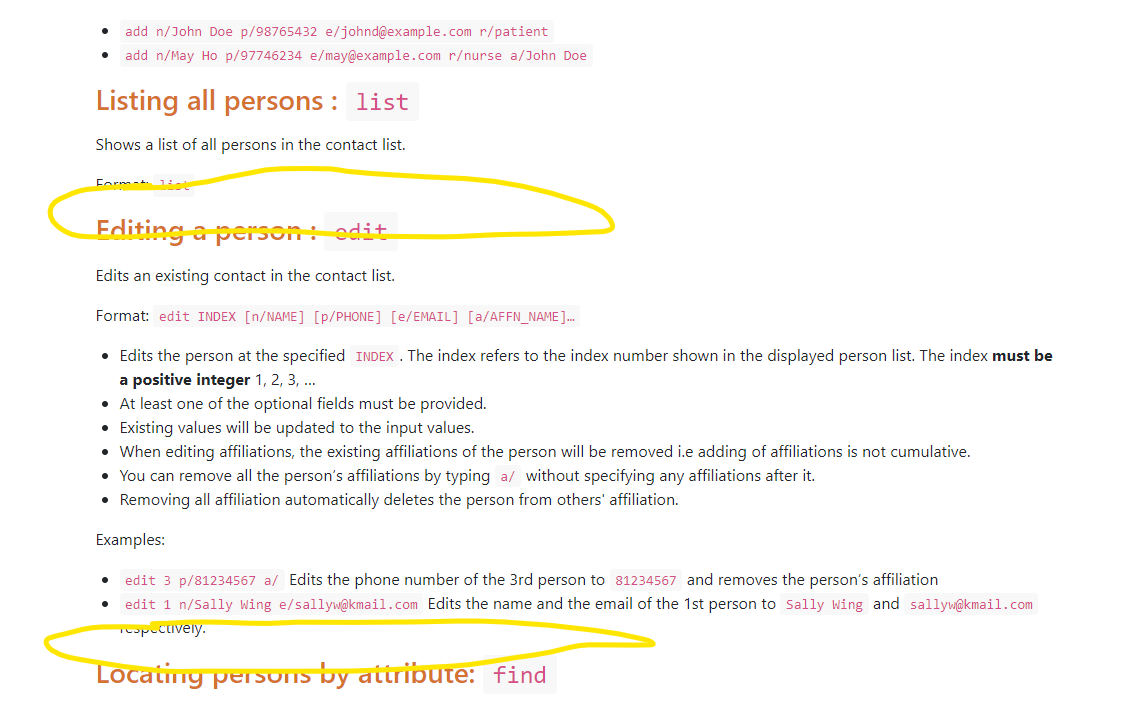 add n/John Doe p/98765432 e/johnd@example.com r/patient
add n/May Ho p/97746234 e/may@example.com r/nurse a/John Doe
Listing all persons : list
Shows a list of all persons in the contact list.
Format: list
Editing a person : edit
Edits an existing contact in the contact list.
Format: edit INDEX [n/NAME] [p/PHONE] [e/EMAIL] [a/AFFN_NAME]…
Edits the person at the specified INDEX. The index refers to the index number shown in the displayed person list. The index must be
a positive integer 1, 2, 3, …
At least one of the optional fields must be provided.
Existing values will be updated to the input values.
When editing affiliations, the existing affiliations of the person will be removed i.e adding of affiliations is not cumulative.
You can remove all the person's affiliations by typing a/ without specifying any affiliations after it.
Removing all affiliation automatically deletes the person from others' affiliation.
Examples:
edit 3 p/81234567 a/ Edits the phone number of the 3rd person to 81234567 and removes the person's affiliation
edit 1 n/Sally Wing e/sallyw@kmail.com Edits the name and the email of the 1st person to Sally Wing and sallyw@kmail.com
respectively.
Locating persons by attribute: find